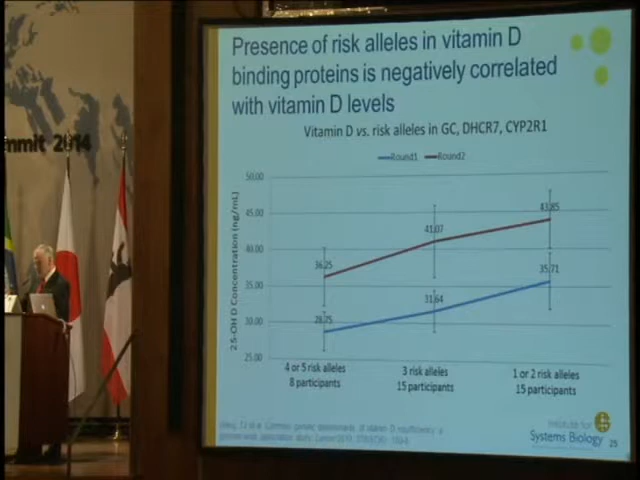 mmit 2014
Presence of risk alleles in vitamin D
binding proteins is negatively correlated
with vitamin D levels
Vitamin D vs. risk alleles in GC, DHCR7, CYP2R1
Round1 Round2
25-OH D Concentration (ng/mL)
50.00
45.00
40.00
35.00
30.00
25.00
36.25
41.07
43.85
28.75
31.64
35.71
4 or 5 risk alleles
8 participants
3 risk alleles
15 participants
1 or 2 risk alleles
15 participants
Institute for
Systems Biology
25